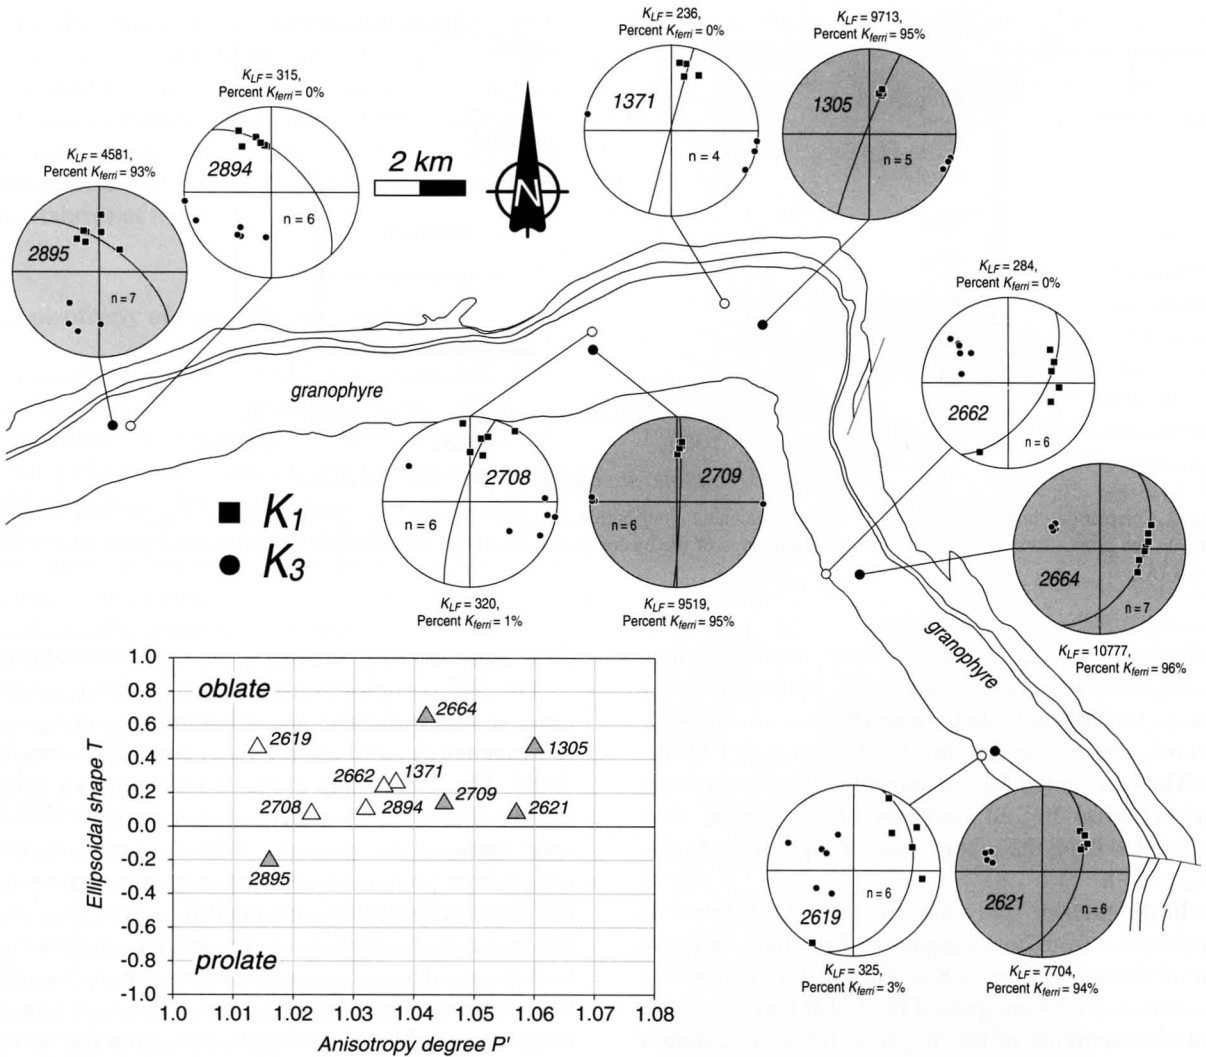 K_LF = 236,
Percent K_ferri = 0%
1371
n = 4
K_LF = 9713,
Percent K_ferri = 95%
1305
n = 5
K_LF = 315,
Percent K_ferri = 0%
2894
n = 6
2 km
N
K_LF = 4581,
Percent K_ferri = 93%
2895
n = 7
K_LF = 284,
Percent K_ferri = 0%
2662
n = 6
granophyre
2708
n = 6
K_LF = 320,
Percent K_ferri = 1%
2709
n = 6
K_LF = 9519,
Percent K_ferri = 95%
K1
K3
2664
n = 7
K_LF = 10777,
Percent K_ferri = 96%
granophyre
2619
n = 6
K_LF = 325,
Percent K_ferri = 3%
2621
n = 6
K_LF = 7704,
Percent K_ferri = 94%
Ellipsoidal shape T
1.0
0.8
0.6
0.4
0.2
0.0
-0.2
-0.4
-0.6
-0.8
-1.0
oblate
2664
2619
1305
2662
1371
2709
2708
2894
2621
2895
prolate
1.0 1.02 1.02 1.03 1.04 1.05 1.06 1.07 1.08
Anisotropy degree P'